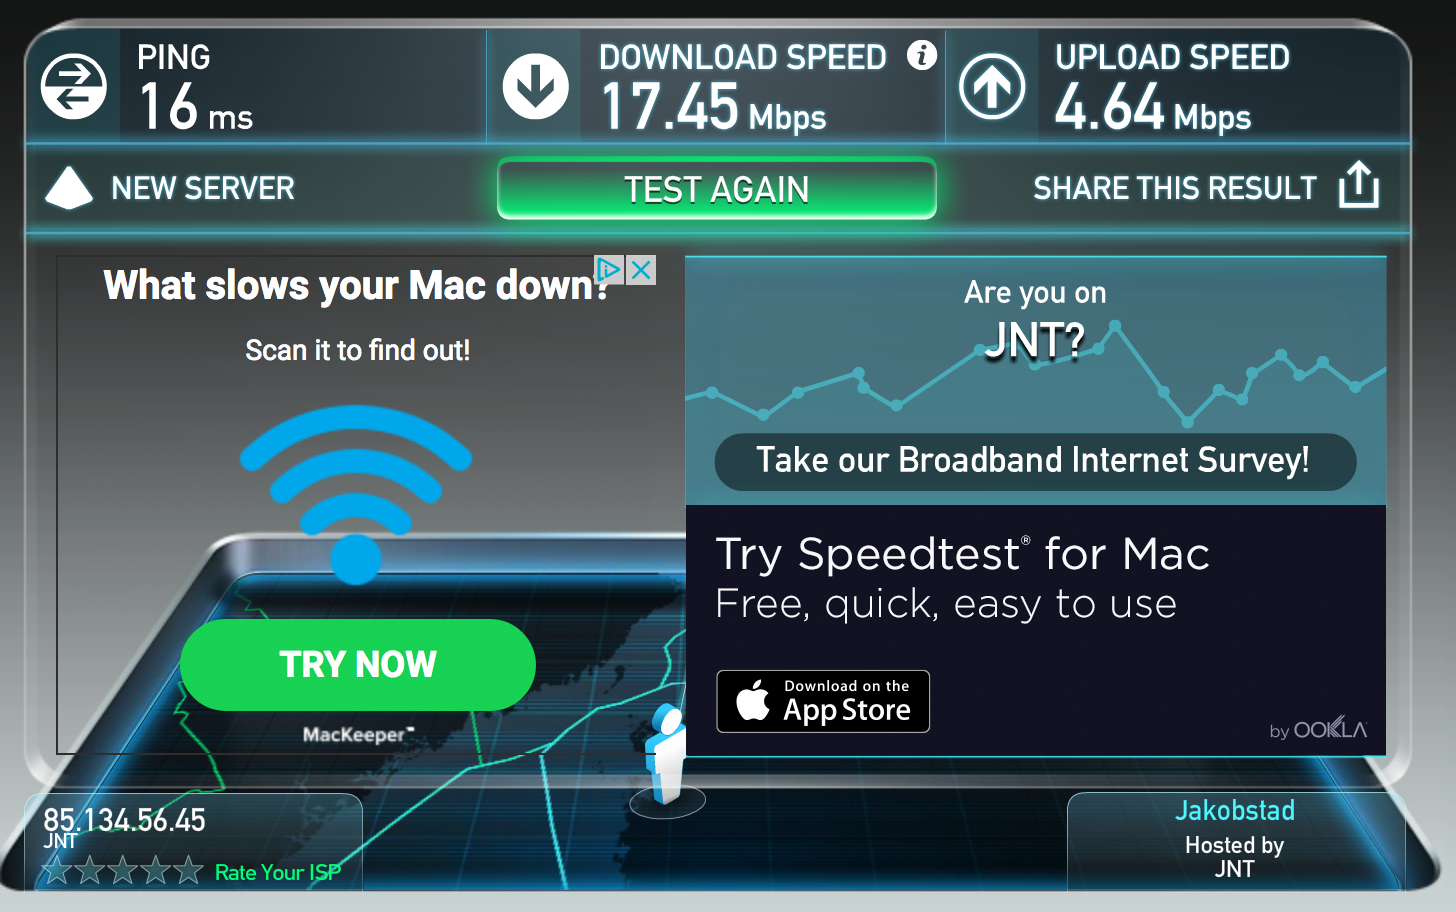 PING
16 ms
DOWNLOAD SPEED
17.45 Mbps
UPLOAD SPEED
4.64 Mbps
NEW SERVER
TEST AGAIN
SHARE THIS RESULT
What slows your Mac down?
Scan it to find out!
TRY NOW
MacKeeper™
Are you on
JNT?
Take our Broadband Internet Survey!
Try Speedtest® for Mac
Free, quick, easy to use
Download on the
App Store
by OOKLA
85.134.56.45
JNT
Rate Your ISP
Jakobstad
Hosted by
JNT